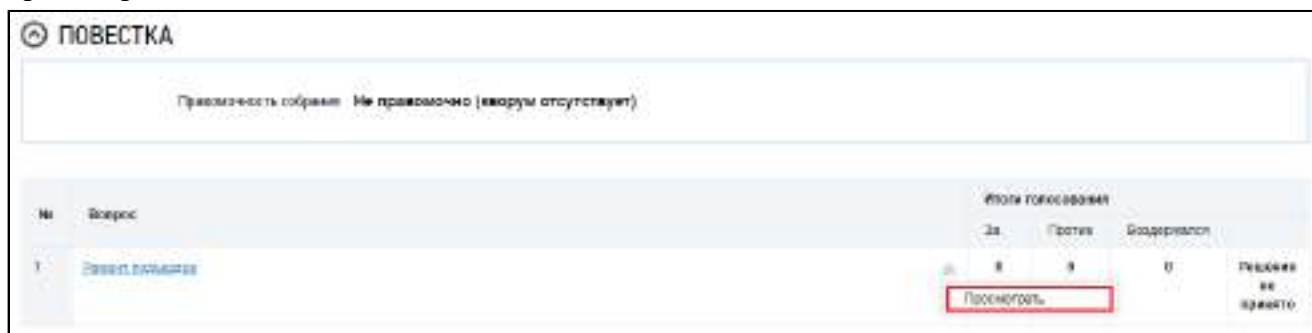 ПОВЕСТКА
Правомочность собрания Не правомочно (кворум отсутствует)
№ Вопрос Итоги голосования
За Против Воздержался
1 Ремонт подъездов 0 0 0 Решение не принято
Просмотреть